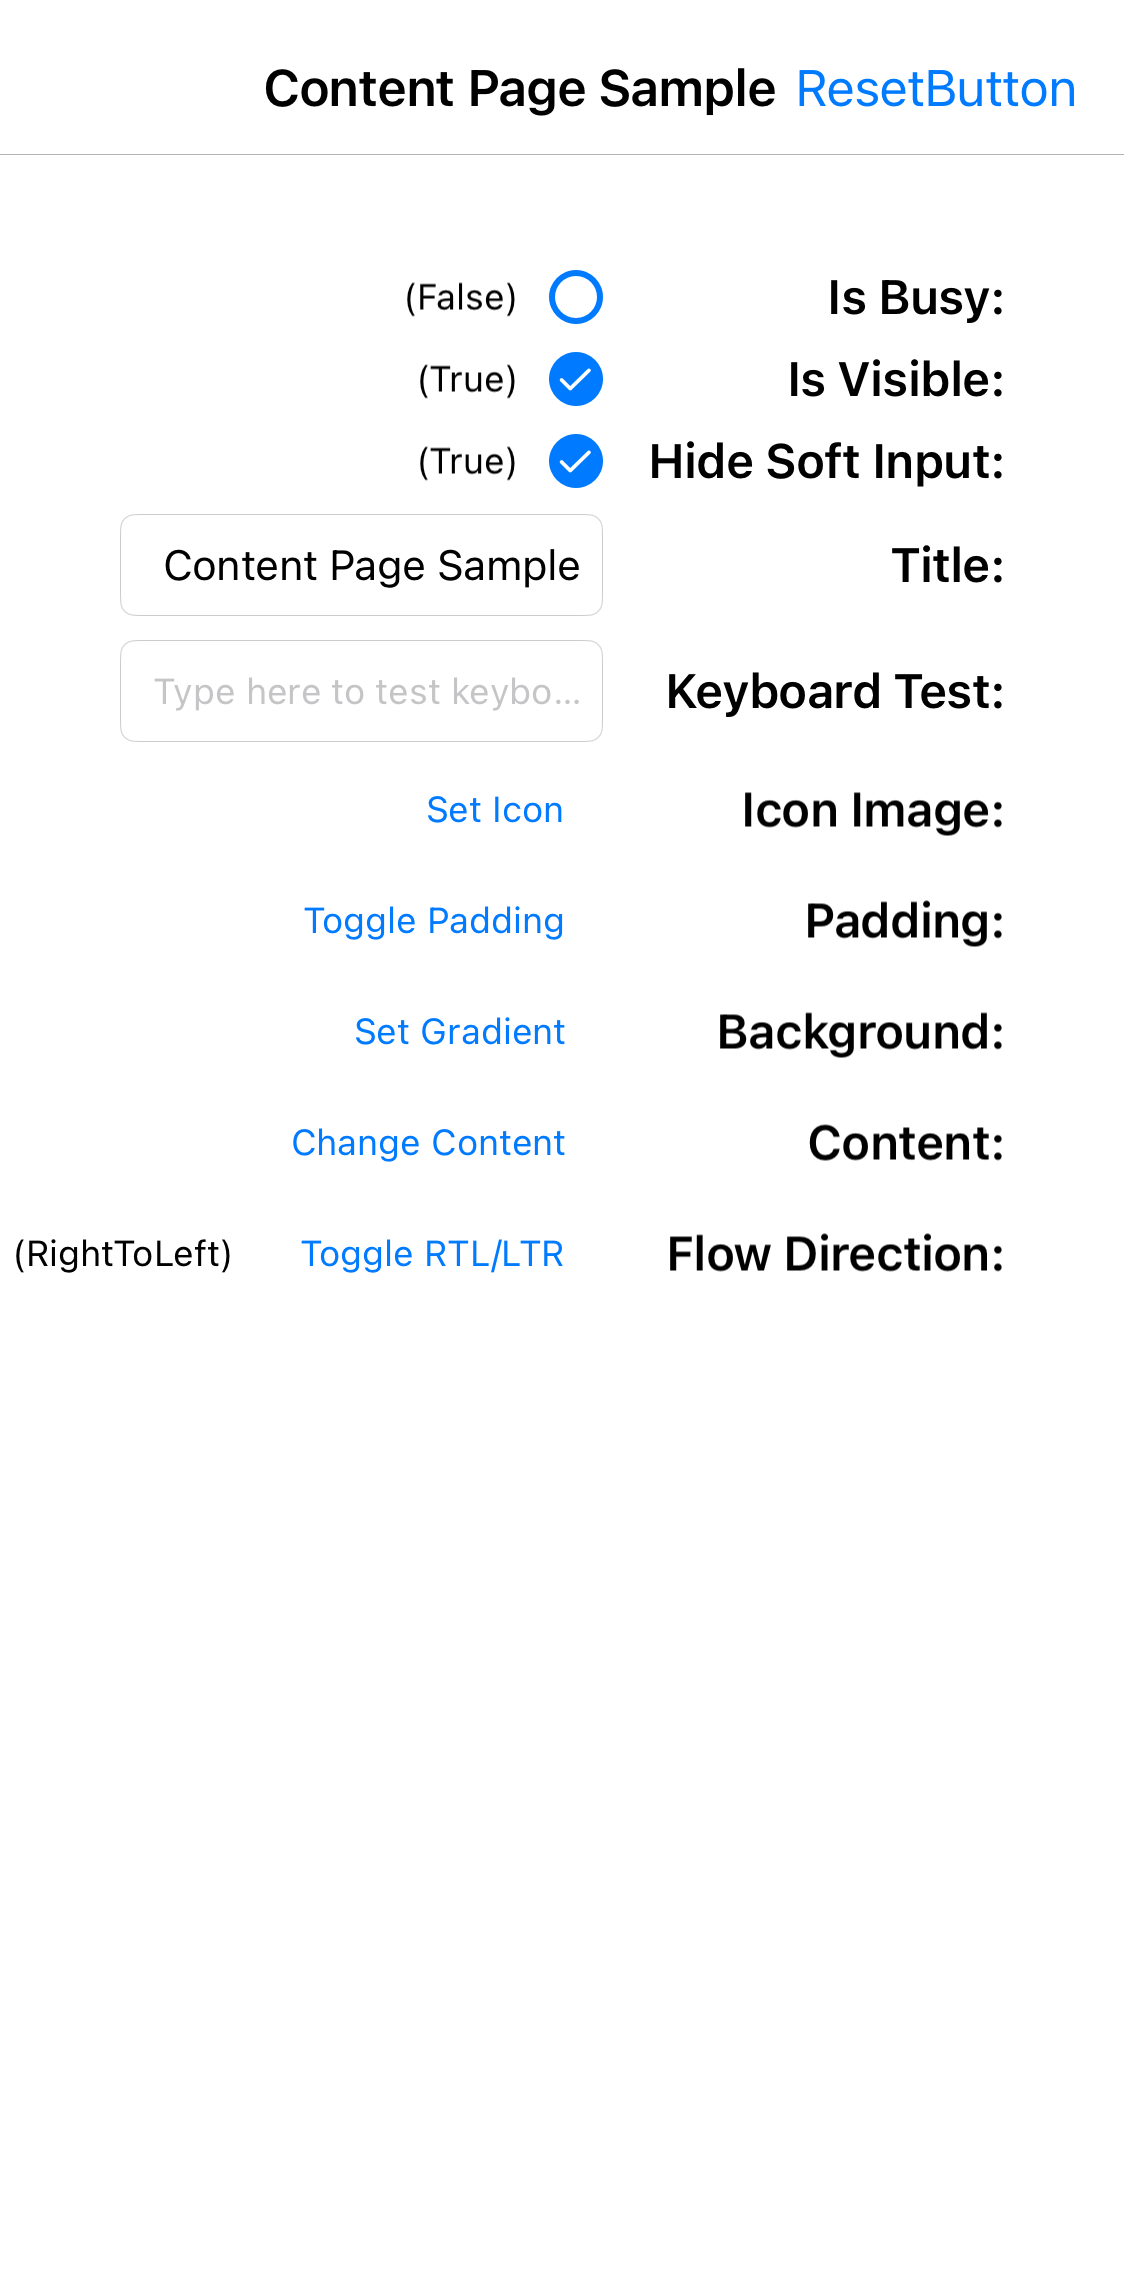 Content Page Sample ResetButton
Is Busy: (False)
Is Visible: (True)
Hide Soft Input: (True)
Title: Content Page Sample
Keyboard Test: Type here to test keybo...
Icon Image: Set Icon
Padding: Toggle Padding
Background: Set Gradient
Content: Change Content
Flow Direction: Toggle RTL/LTR (RightToLeft)